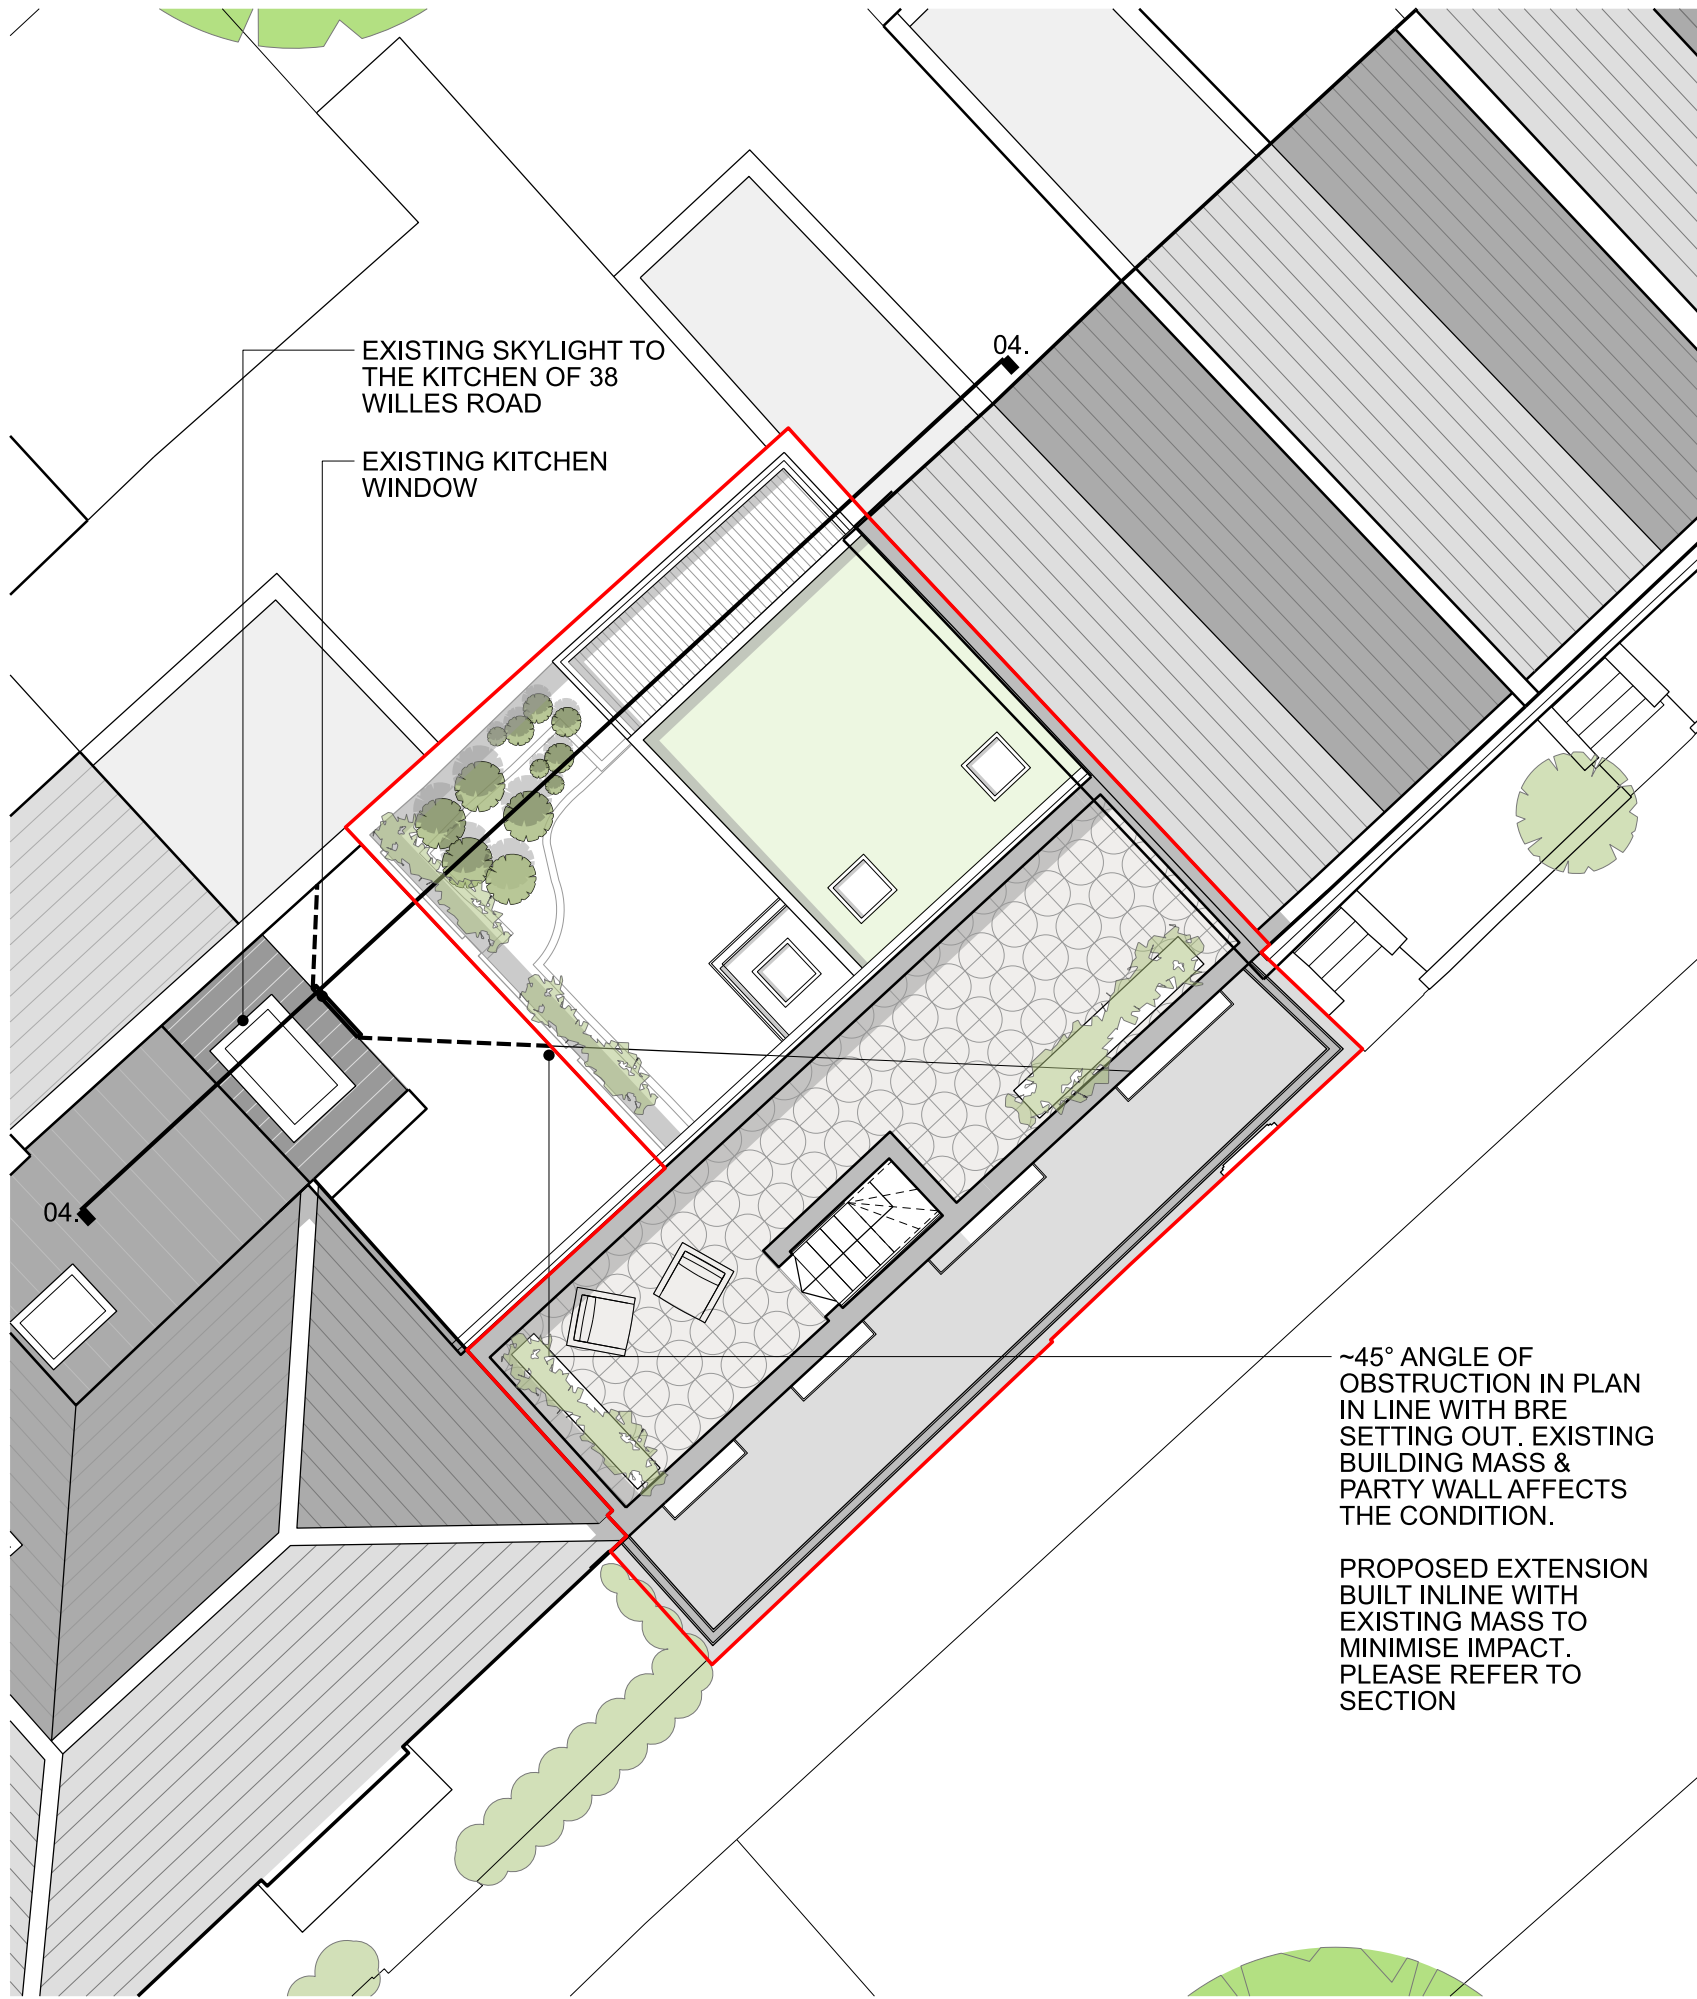 04.
EXISTING SKYLIGHT TO
THE KITCHEN OF 38
WILLES ROAD
EXISTING KITCHEN
WINDOW
04.
~45° ANGLE OF
OBSTRUCTION IN PLAN
IN LINE WITH BRE
SETTING OUT. EXISTING
BUILDING MASS &
PARTY WALL AFFECTS
THE CONDITION.
PROPOSED EXTENSION
BUILT INLINE WITH
EXISTING MASS TO
MINIMISE IMPACT.
PLEASE REFER TO
SECTION